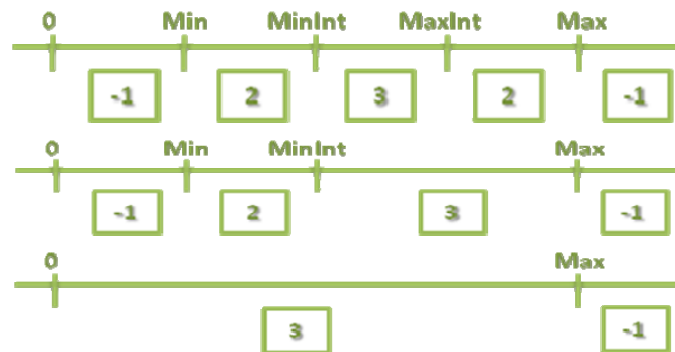 0 Min MinInt MaxInt Max
-1 2 3 2 -1
0 Min MinInt Max
-1 2 3 -1
0 Max
3 -1